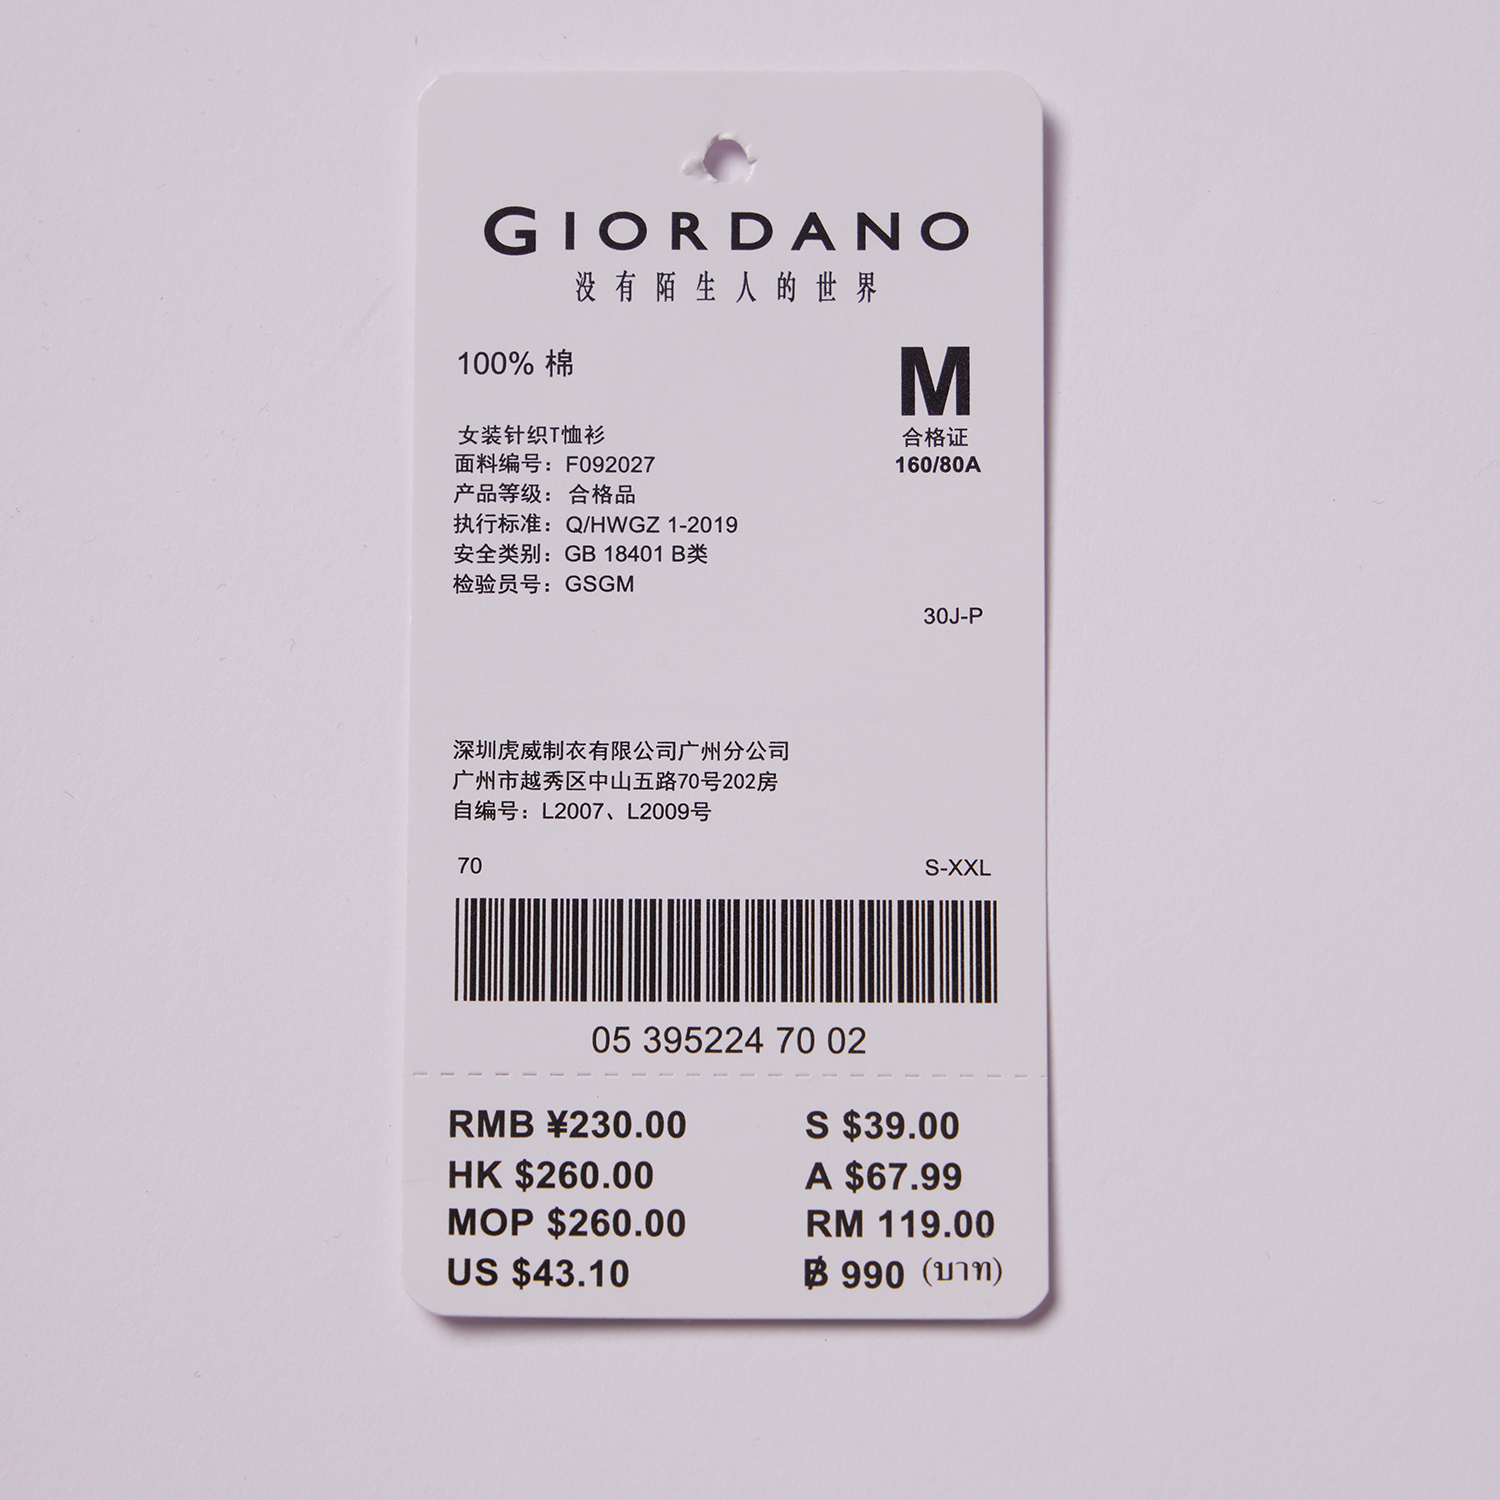 GIORDANO
没有陌生人的世界
100% 棉
M
合格证
160/80A
女装针织T恤衫
面料编号：F092027
产品等级：合格品
执行标准：Q/HWGZ 1-2019
安全类别：GB 18401 B类
检验员号：GSGM
30J-P
深圳虎威制衣有限公司广州分公司
广州市越秀区中山五路70号202房
自编号：L2007、L2009号
70 S-XXL
05 395224 70 02
RMB ¥230.00 S $39.00
HK $260.00 A $67.99
MOP $260.00 RM 119.00
US $43.10 ฿ 990 (บาท)